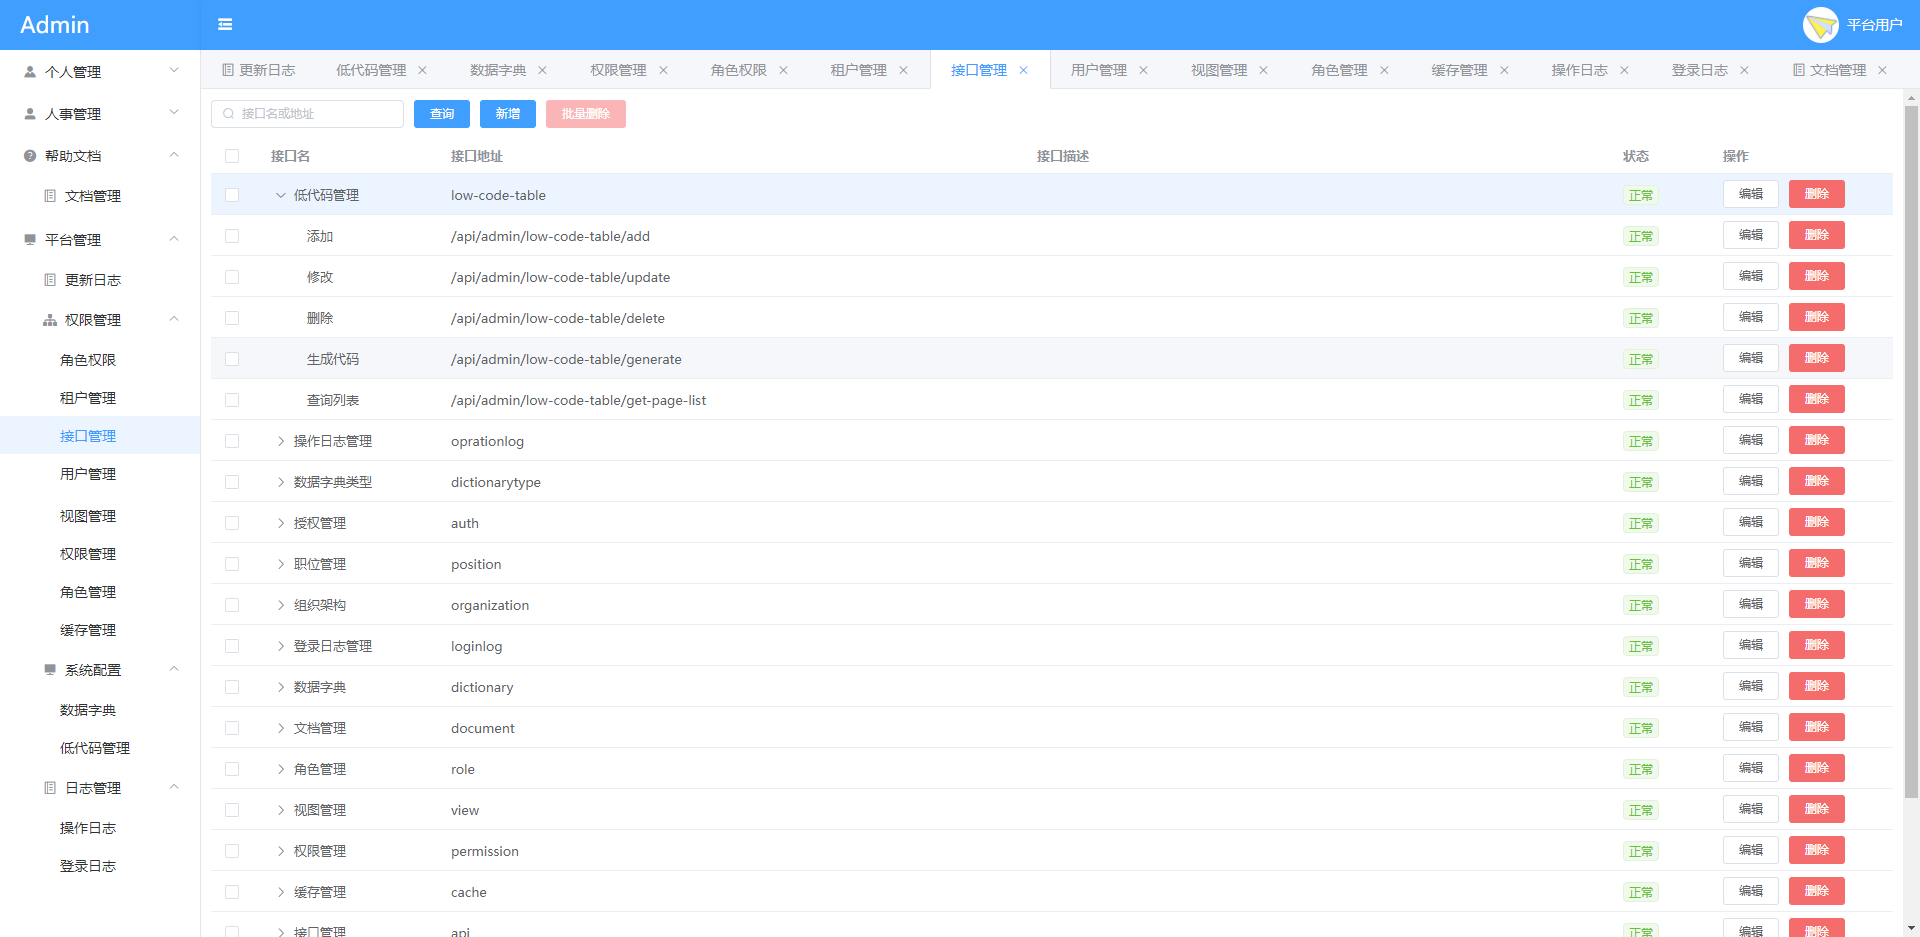 Admin
平台用户
个人管理
人事管理
帮助文档
文档管理
平台管理
更新日志
权限管理
角色权限
租户管理
接口管理
用户管理
视图管理
权限管理
角色管理
缓存管理
系统配置
数据字典
低代码管理
日志管理
操作日志
登录日志
更新日志 低代码管理 数据字典 权限管理 角色权限 租户管理 接口管理 用户管理 视图管理 角色管理 缓存管理 操作日志 登录日志 文档管理
接口名或地址 查询 新增 批量删除
接口名 接口地址 接口描述 状态 操作
低代码管理 low-code-table 正常 编辑 删除
添加 /api/admin/low-code-table/add 正常 编辑 删除
修改 /api/admin/low-code-table/update 正常 编辑 删除
删除 /api/admin/low-code-table/delete 正常 编辑 删除
生成代码 /api/admin/low-code-table/generate 正常 编辑 删除
查询列表 /api/admin/low-code-table/get-page-list 正常 编辑 删除
操作日志管理 oprationlog 正常 编辑 删除
数据字典类型 dictionarytype 正常 编辑 删除
授权管理 auth 正常 编辑 删除
职位管理 position 正常 编辑 删除
组织架构 organization 正常 编辑 删除
登录日志管理 loginlog 正常 编辑 删除
数据字典 dictionary 正常 编辑 删除
文档管理 document 正常 编辑 删除
角色管理 role 正常 编辑 删除
视图管理 view 正常 编辑 删除
权限管理 permission 正常 编辑 删除
缓存管理 cache 正常 编辑 删除
接口管理 api 正常 编辑 删除